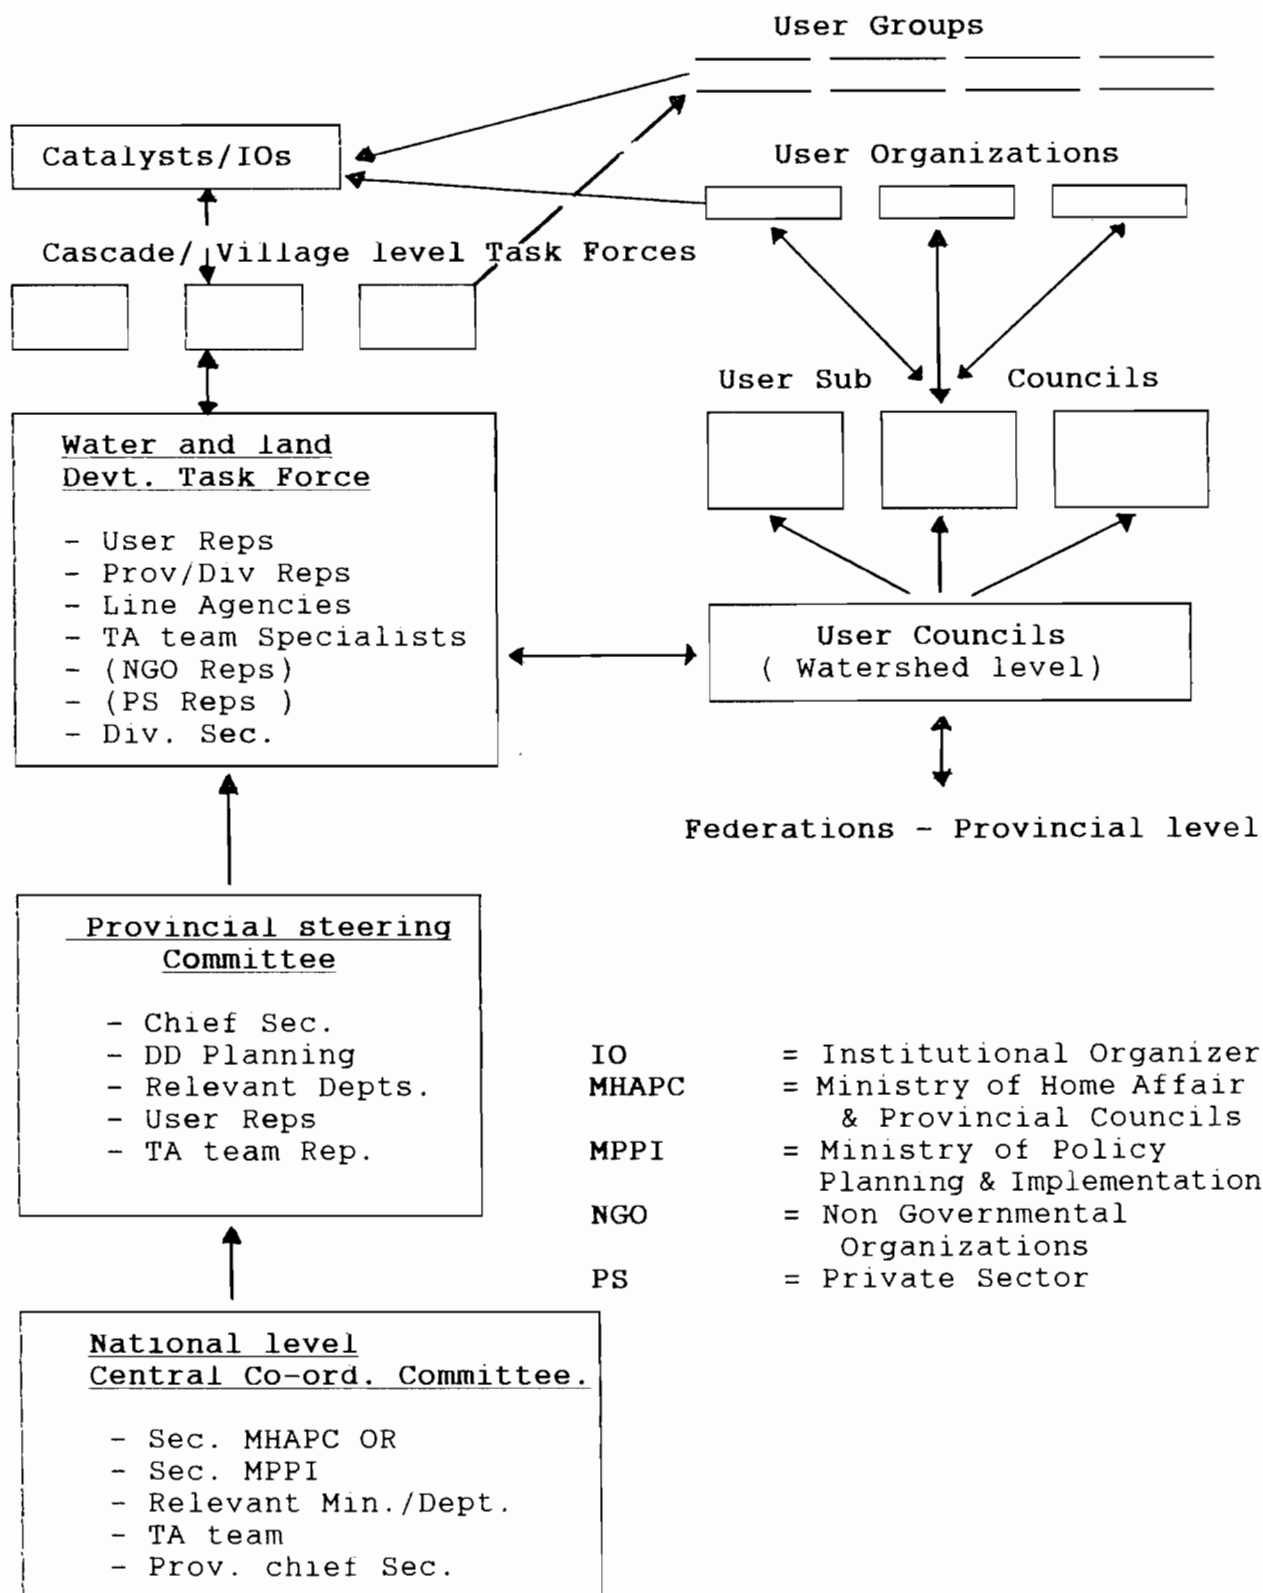 User Groups
Catalysts/IOs
User Organizations
Cascade/ Village level Task Forces
User Sub Councils
Water and land
Devt. Task Force
- User Reps
- Prov/Div Reps
- Line Agencies
- TA team Specialists
- (NGO Reps)
- (PS Reps )
- Div. Sec.
User Councils
( Watershed level)
Federations - Provincial level
Provincial steering
Committee
- Chief Sec.
- DD Planning
- Relevant Depts.
- User Reps
- TA team Rep.
IO = Institutional Organizer
MHAPC = Ministry of Home Affair
& Provincial Councils
MPPI = Ministry of Policy
Planning & Implementation
NGO = Non Governmental
Organizations
PS = Private Sector
National level
Central Co-ord. Committee.
- Sec. MHAPC OR
- Sec. MPPI
- Relevant Min./Dept.
- TA team
- Prov. chief Sec.